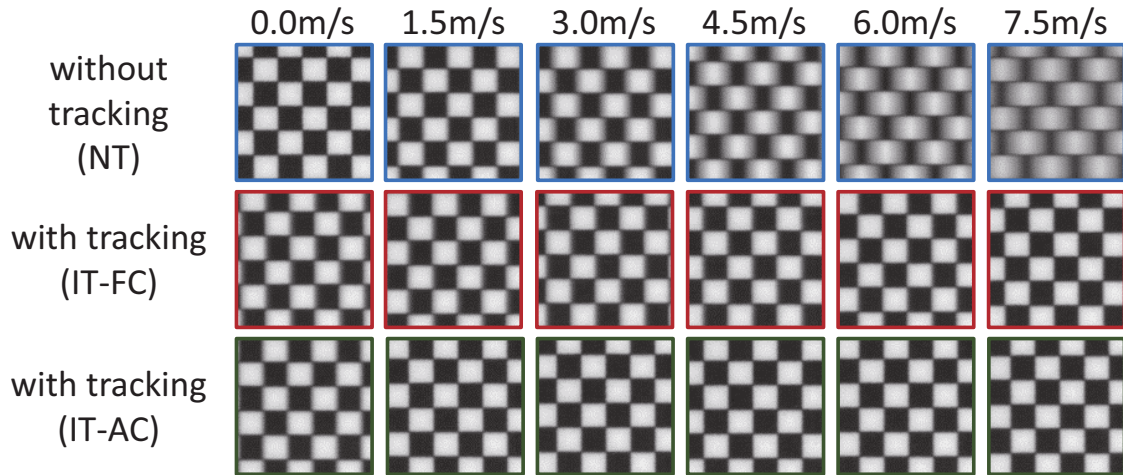 0.0m/s 1.5m/s 3.0m/s 4.5m/s 6.0m/s 7.5m/s
without
tracking
(NT)
with tracking
(IT-FC)
with tracking
(IT-AC)